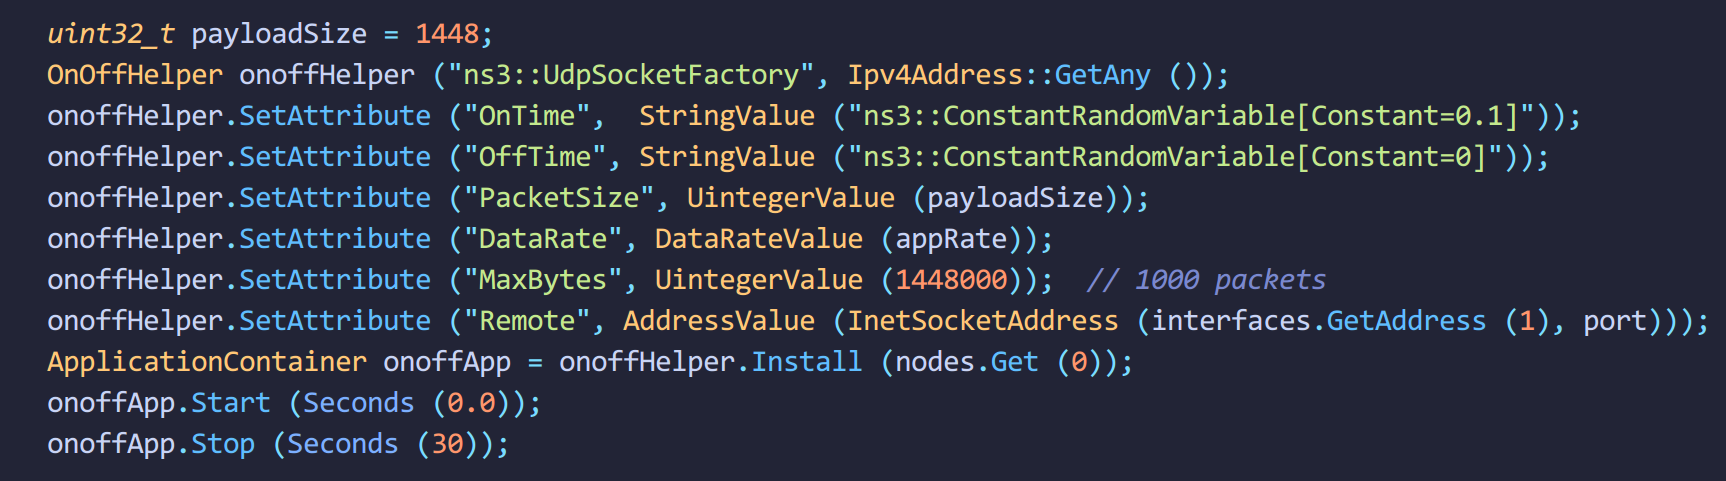 uint32_t payloadSize = 1448;
OnOffHelper onoffHelper ("ns3::UdpSocketFactory", Ipv4Address::GetAny ());
onoffHelper.SetAttribute ("OnTime",  StringValue ("ns3::ConstantRandomVariable[Constant=0.1]"));
onoffHelper.SetAttribute ("OffTime", StringValue ("ns3::ConstantRandomVariable[Constant=0]"));
onoffHelper.SetAttribute ("PacketSize", UintegerValue (payloadSize));
onoffHelper.SetAttribute ("DataRate", DataRateValue (appRate));
onoffHelper.SetAttribute ("MaxBytes", UintegerValue (1448000));  // 1000 packets
onoffHelper.SetAttribute ("Remote", AddressValue (InetSocketAddress (interfaces.GetAddress (1), port)));
ApplicationContainer onoffApp = onoffHelper.Install (nodes.Get (0));
onoffApp.Start (Seconds (0.0));
onoffApp.Stop (Seconds (30));